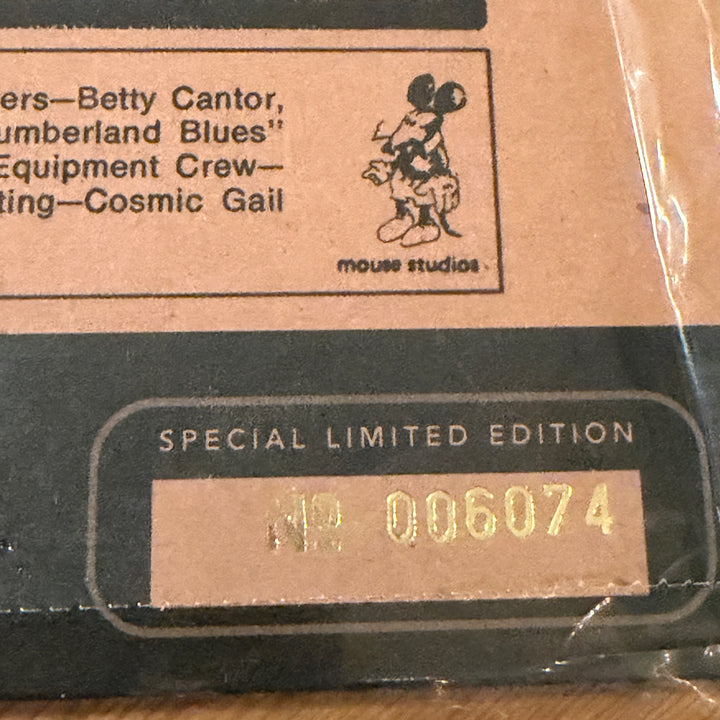 ers—Betty Cantor,
umberland Blues"
Equipment Crew—
ting—Cosmic Gail
mouse studios
SPECIAL LIMITED EDITION
No 006074